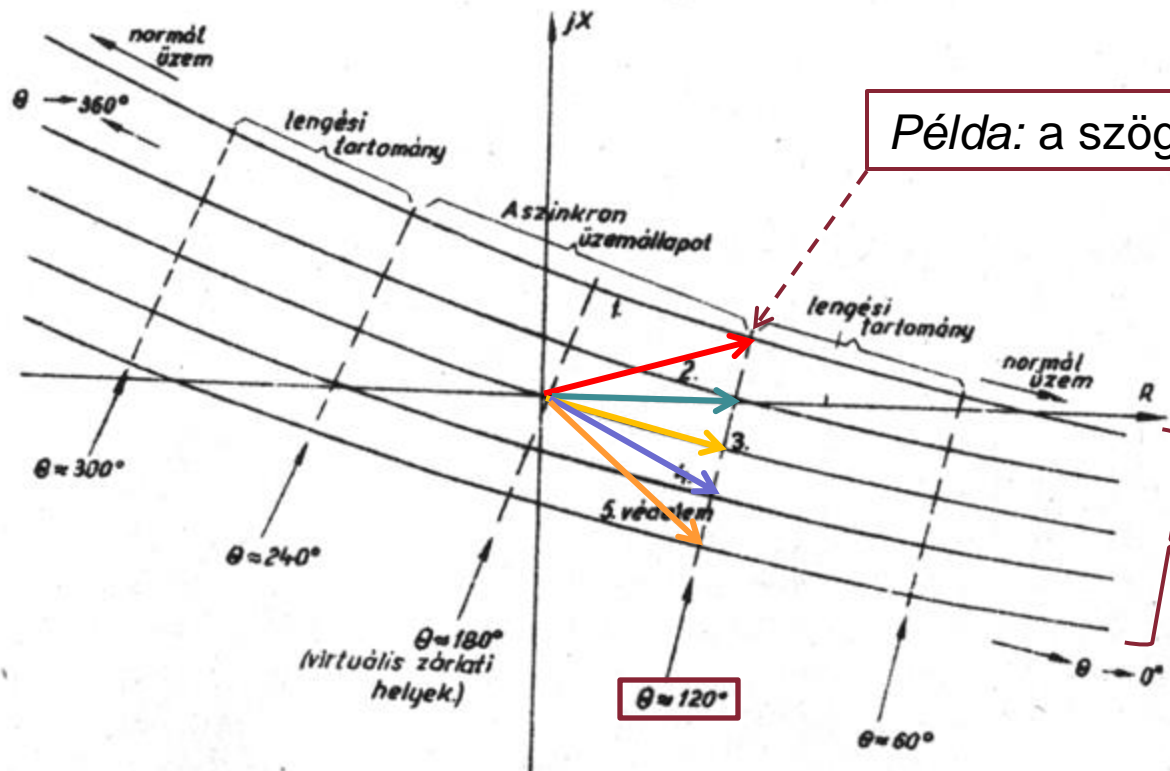 jX
normál
üzem
Θ → 360°
lengési
tartomány
Példa: a szög
Aszinkron
üzemállapot
1.
lengési
tartomány
normál
üzem
R
2.
3.
4.
5. védelem
Θ ≈ 300°
Θ ≈ 240°
Θ ≈ 180°
(virtuális zárlati
helyek.)
Θ ≈ 120°
Θ ≈ 60°
Θ → 0°